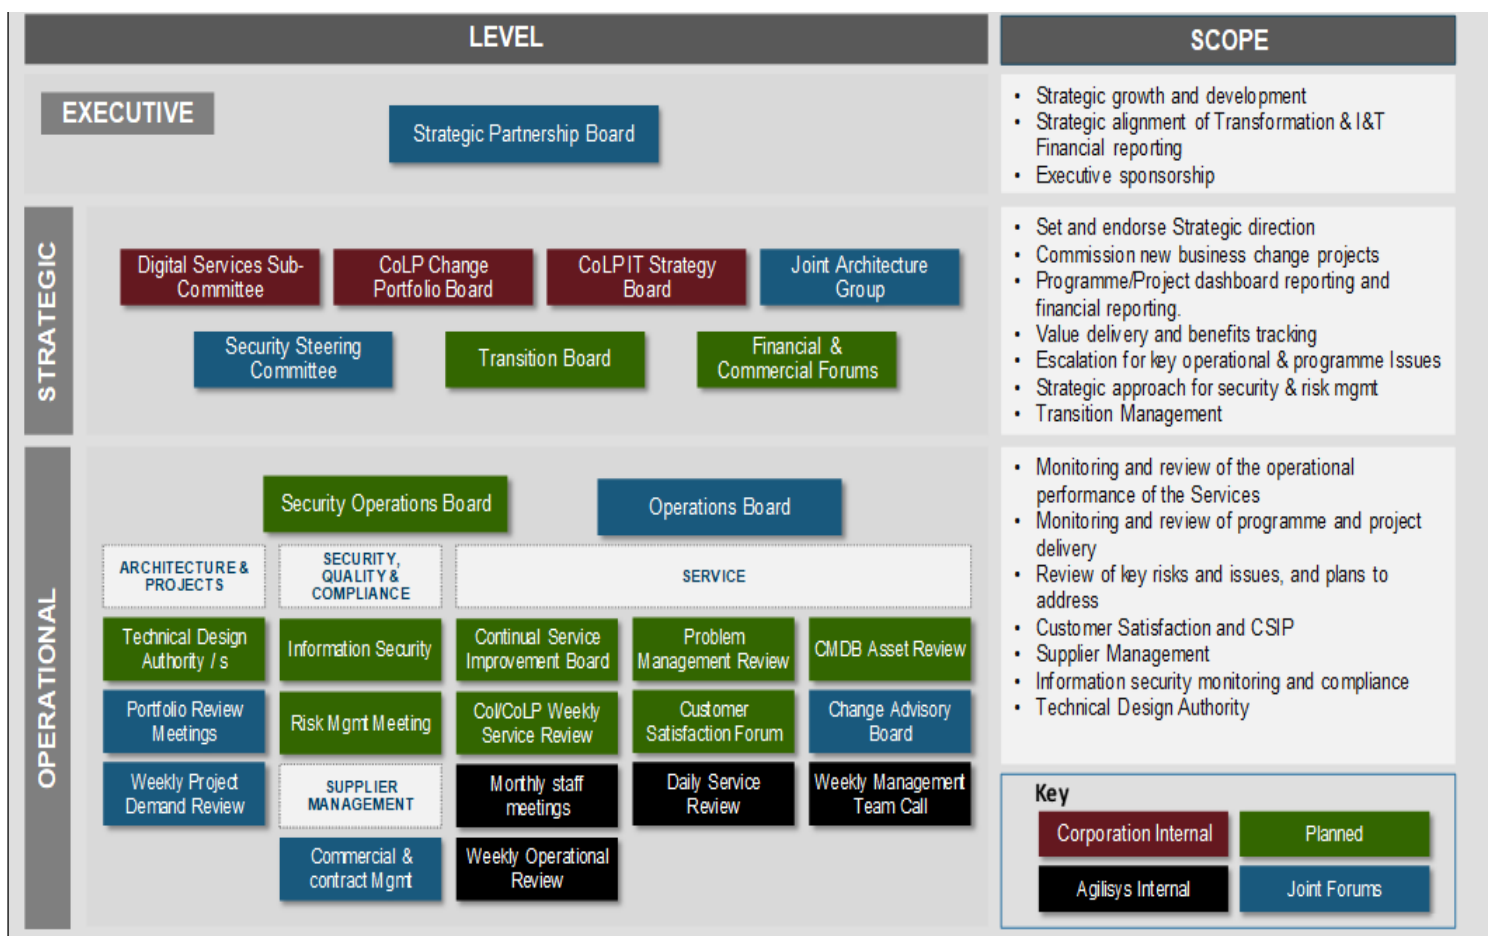 LEVEL
SCOPE
EXECUTIVE
Strategic Partnership Board
• Strategic growth and development
• Strategic alignment of Transformation & I&T
Financial reporting
• Executive sponsorship
STRATEGIC
Digital Services Sub-
Committee
CoLP Change
Portfolio Board
CoLP IT Strategy
Board
Joint Architecture
Group
Security Steering
Committee
Transition Board
Financial &
Commercial Forums
• Set and endorse Strategic direction
• Commission new business change projects
• Programme/Project dashboard reporting and
financial reporting.
• Value delivery and benefits tracking
• Escalation for key operational & programme Issues
• Strategic approach for security & risk mgmt
• Transition Management
OPERATIONAL
Security Operations Board
Operations Board
ARCHITECTURE &
PROJECTS
SECURITY,
QUALITY &
COMPLIANCE
SERVICE
Technical Design
Authority / s
Information Security
Continual Service
Improvement Board
Problem
Management Review
CMDB Asset Review
Portfolio Review
Meetings
Risk Mgmt Meeting
Col/CoLP Weekly
Service Review
Customer
Satisfaction Forum
Change Advisory
Board
Weekly Project
Demand Review
SUPPLIER
MANAGEMENT
Monthly staff
meetings
Daily Service
Review
Weekly Management
Team Call
Commercial &
contract Mgmt
Weekly Operational
Review
• Monitoring and review of the operational
performance of the Services
• Monitoring and review of programme and project
delivery
• Review of key risks and issues, and plans to
address
• Customer Satisfaction and CSIP
• Supplier Management
• Information security monitoring and compliance
• Technical Design Authority
Key
Corporation Internal
Planned
Agilisys Internal
Joint Forums